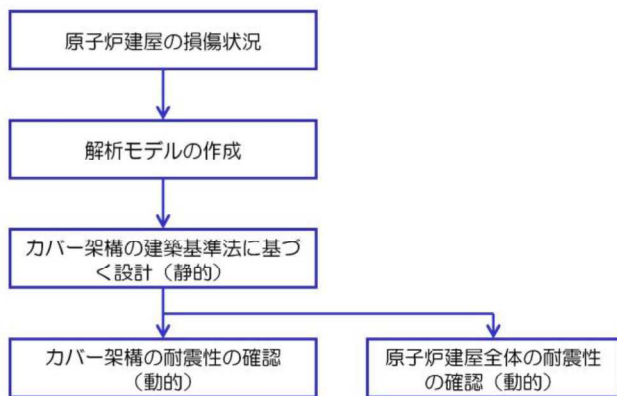 原子炉建屋の損傷状況
解析モデルの作成
カバー架構の建築基準法に基づ
く設計（静的）
カバー架構の耐震性の確認
（動的）
原子炉建屋全体の耐震性
の確認（動的）